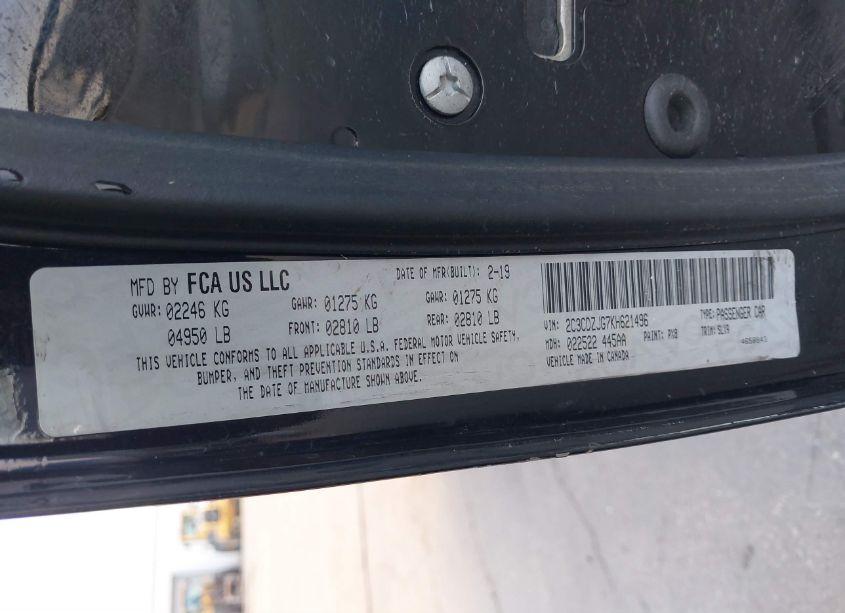 MFD BY FCA US LLC DATE OF MFR(BUILT): 2-19
GVWR: 02246 KG GAWR: 01275 KG GAWR: 01275 KG
04950 LB FRONT: 02810 LB REAR: 02810 LB
THIS VEHICLE CONFORMS TO ALL APPLICABLE U.S.A. FEDERAL MOTOR VEHICLE SAFETY,
BUMPER, AND THEFT PREVENTION STANDARDS IN EFFECT ON
THE DATE OF MANUFACTURE SHOWN ABOVE.
VIN: 2C3CDZJG7KH621496 TYPE: PASSENGER CAR
MDH: 022522 445AA PAINT: PX8 TRIM: SLX9
VEHICLE MADE IN CANADA